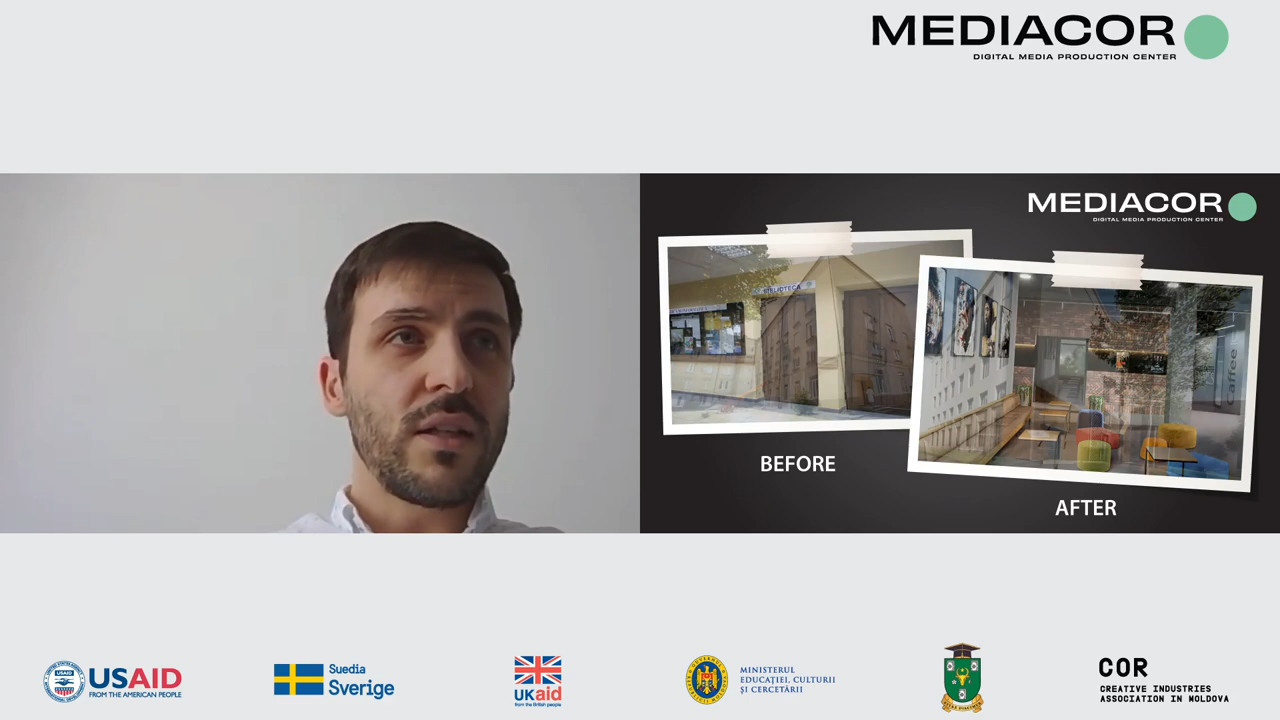 MEDIACOR
DIGITAL MEDIA PRODUCTION CENTER
MEDIACOR
DIGITAL MEDIA PRODUCTION CENTER
BIBLIOTECA
BEFORE
AFTER
USAID
USAID
FROM THE AMERICAN PEOPLE
Suedia
Sverige
UKaid
from the British people
MINISTERUL
EDUCAȚIEI, CULTURII
ȘI CERCETĂRII
COR
CREATIVE INDUSTRIES
ASSOCIATION IN MOLDOVA